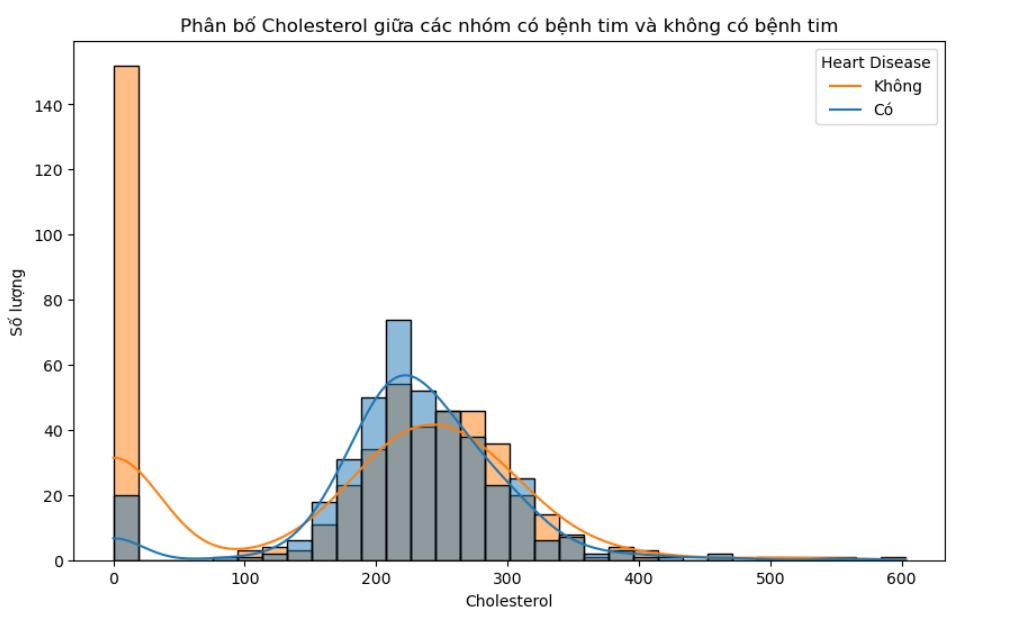 Phân bố Cholesterol giữa các nhóm có bệnh tim và không có bệnh tim
Heart Disease
Không
Có
Số lượng
140
120
100
80
60
40
20
0
0 100 200 300 400 500 600
Cholesterol